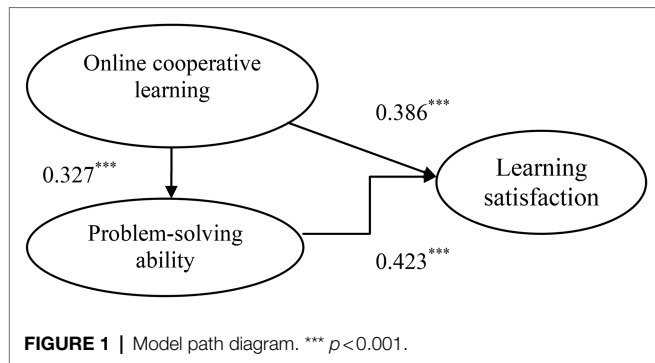 Online cooperative
learning
0.386***
0.327***
Learning
satisfaction
Problem-solving
ability
0.423***
FIGURE 1 | Model path diagram. *** p<0.001.